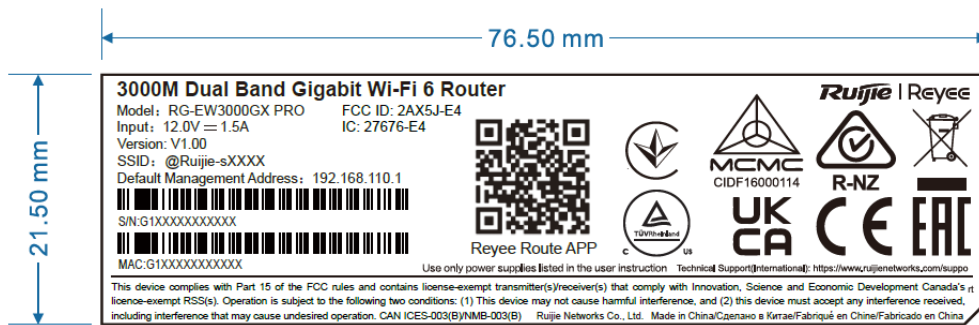 76.50 mm
21.50 mm
3000M Dual Band Gigabit Wi-Fi 6 Router
Model: RG-EW3000GX PRO FCC ID: 2AX5J-E4
Input: 12.0V⎓1.5A IC: 27676-E4
Version: V1.00
SSID: @Ruijie-sXXXX
Default Management Address: 192.168.110.1
S/N:G1XXXXXXXXXXX
MAC:G1XXXXXXXXXXX
Reyee Route APP
TÜVRheinland
C US
MCMC
CIDF16000114
Ruijie | Reyee
R-NZ
UK
CA
CE
EAC
Use only power supplies listed in the user instruction Technical Support(International): https://www.ruijienetworks.com/suppo
rt
This device complies with Part 15 of the FCC rules and contains license-exempt transmitter(s)/receiver(s) that comply with Innovation, Science and Economic Development Canada's
licence-exempt RSS(s). Operation is subject to the following two conditions: (1) This device may not cause harmful interference, and (2) this device must accept any interference received,
including interference that may cause undesired operation. CAN ICES-003(B)/NMB-003(B) Ruijie Networks Co., Ltd. Made in China/Сделано в Китае/Fabriqué en Chine/Fabricado en China